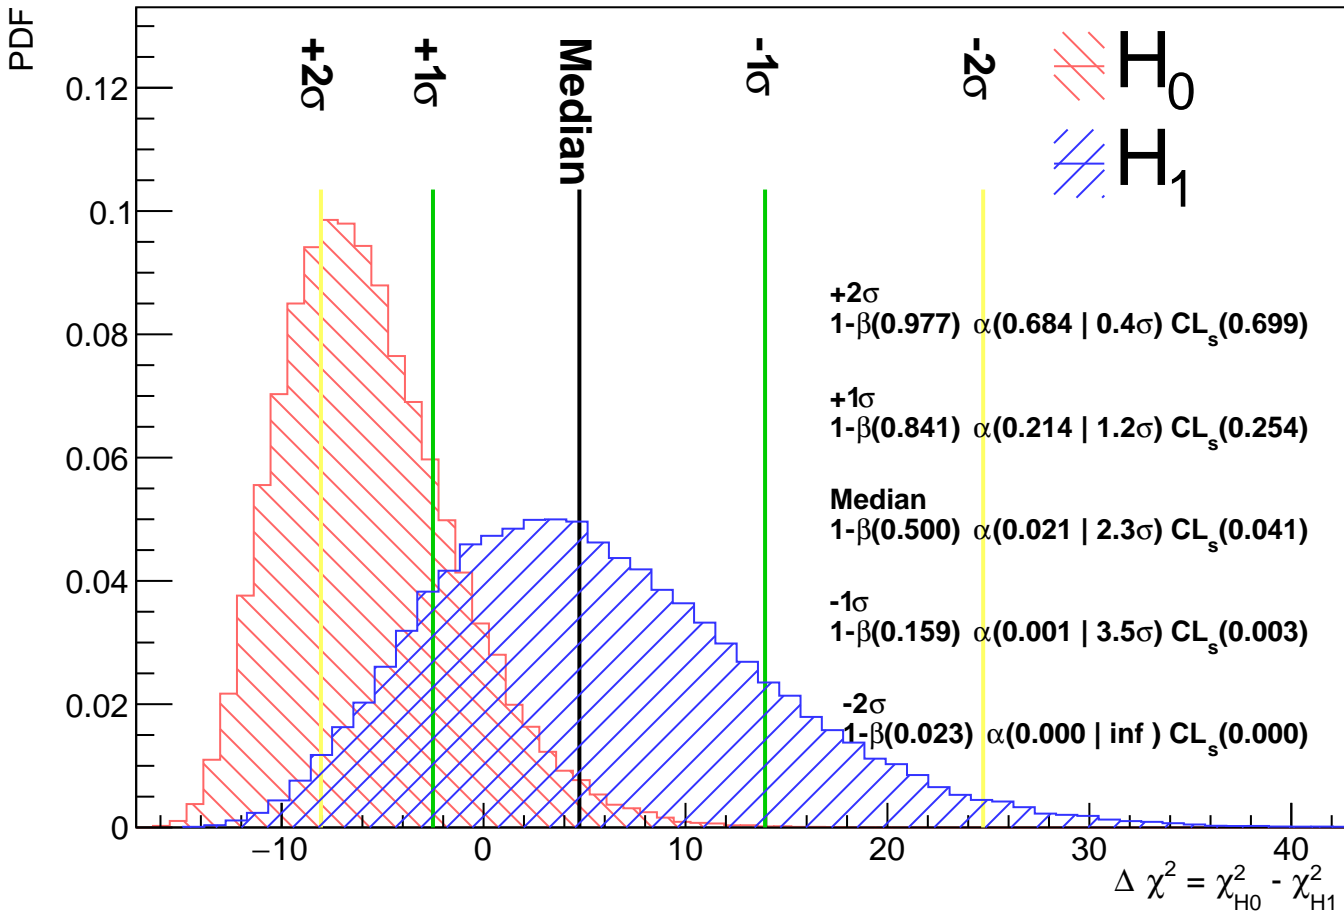 PDF
+2σ
+1σ
Median
-1σ
-2σ
H0
H1
0.12
0.1
0.08
0.06
0.04
0.02
0
+2σ
1-β(0.977) α(0.684 | 0.4σ) CLs(0.699)
+1σ
1-β(0.841) α(0.214 | 1.2σ) CLs(0.254)
Median
1-β(0.500) α(0.021 | 2.3σ) CLs(0.041)
-1σ
1-β(0.159) α(0.001 | 3.5σ) CLs(0.003)
-2σ
1-β(0.023) α(0.000 | inf ) CLs(0.000)
−10 0 10 20 30 40
Δ χ² = χ²H0 - χ²H1